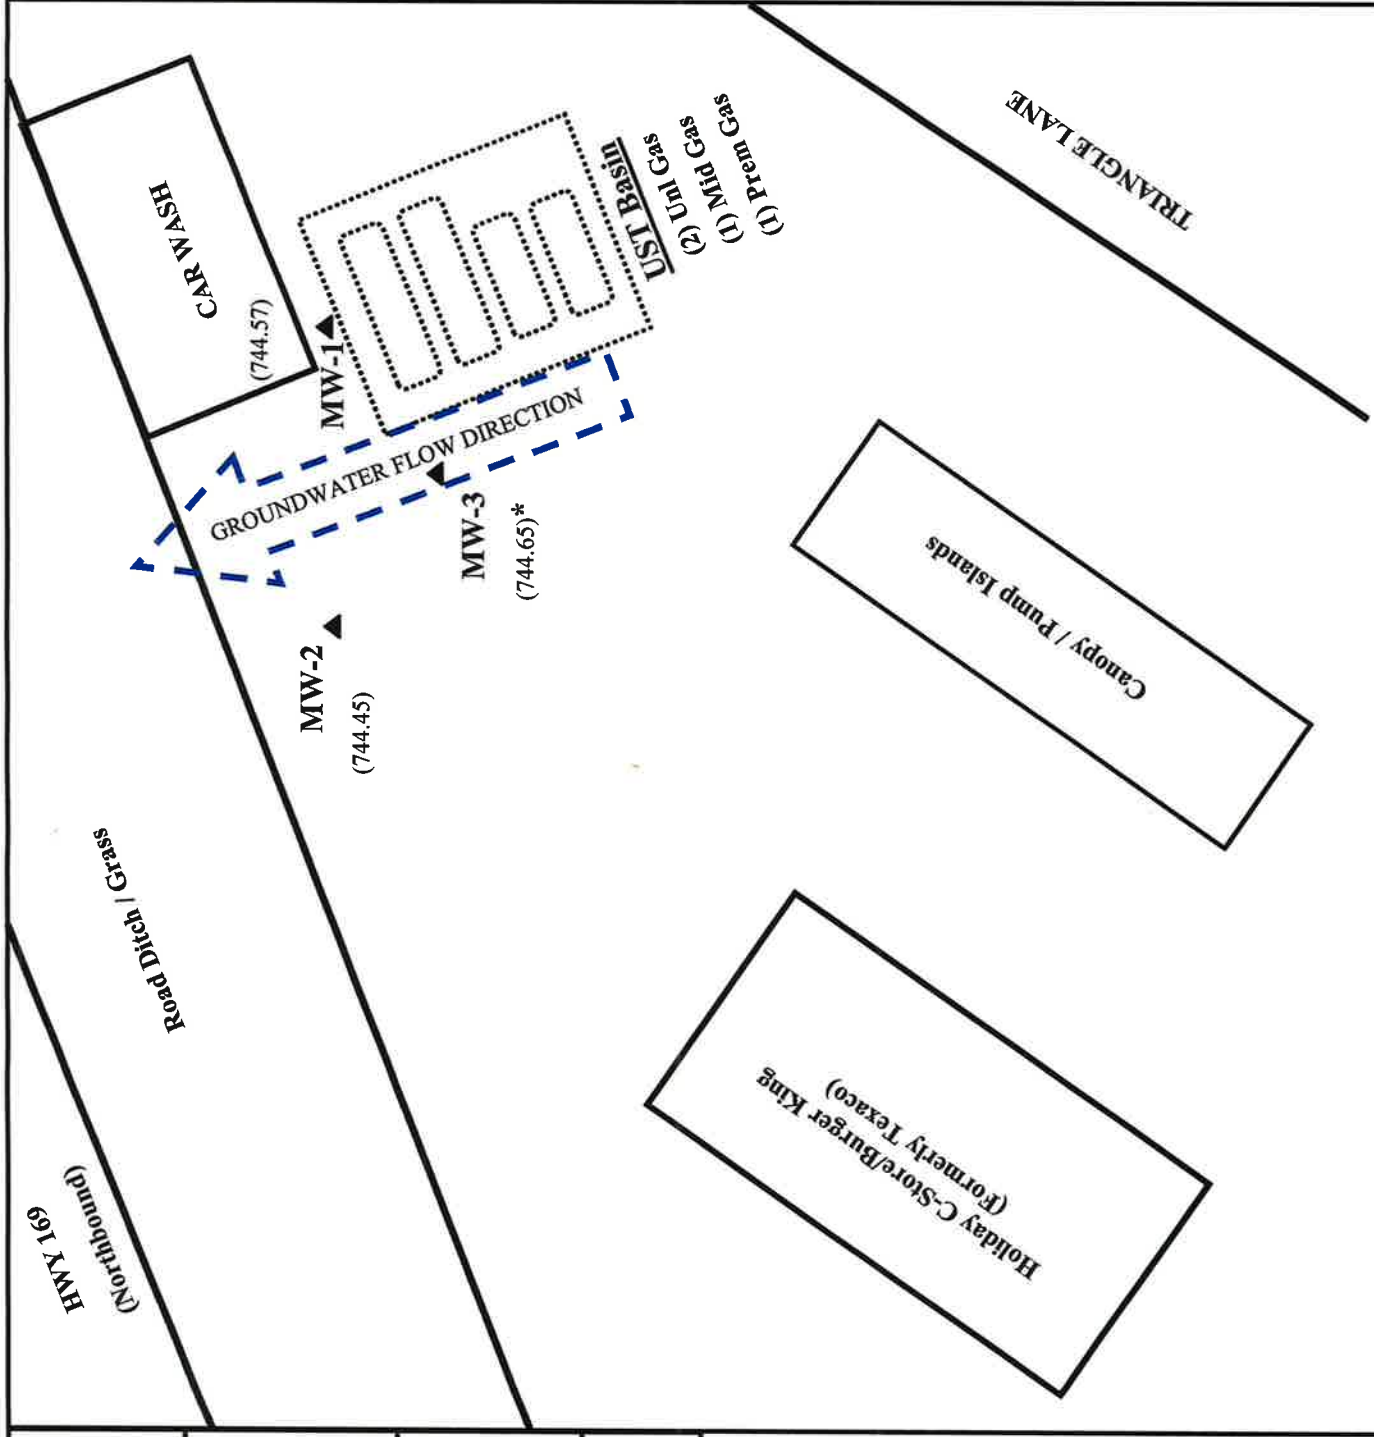 HWY 169
(Northbound)
Road Ditch / Grass
CAR WASH
(744.57)
MW-1
GROUNDWATER FLOW DIRECTION
MW-2
(744.45)
MW-3
(744.65)*
UST Basin
(2) Unl Gas
(1) Mid Gas
(1) Prem Gas
TRIANGLE LANE
Canopy / Pump Islands
Holiday C-Store/Burger King
(Formerly Texaco)